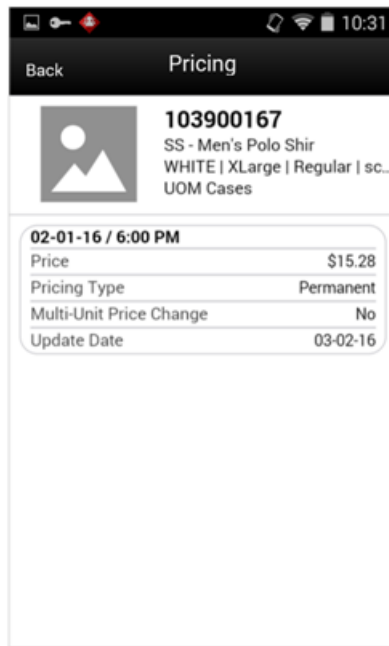 10:31
Back Pricing
103900167
SS - Men's Polo Shir
WHITE | XLarge | Regular | sc..
UOM Cases
02-01-16 / 6:00 PM
Price $15.28
Pricing Type Permanent
Multi-Unit Price Change No
Update Date 03-02-16